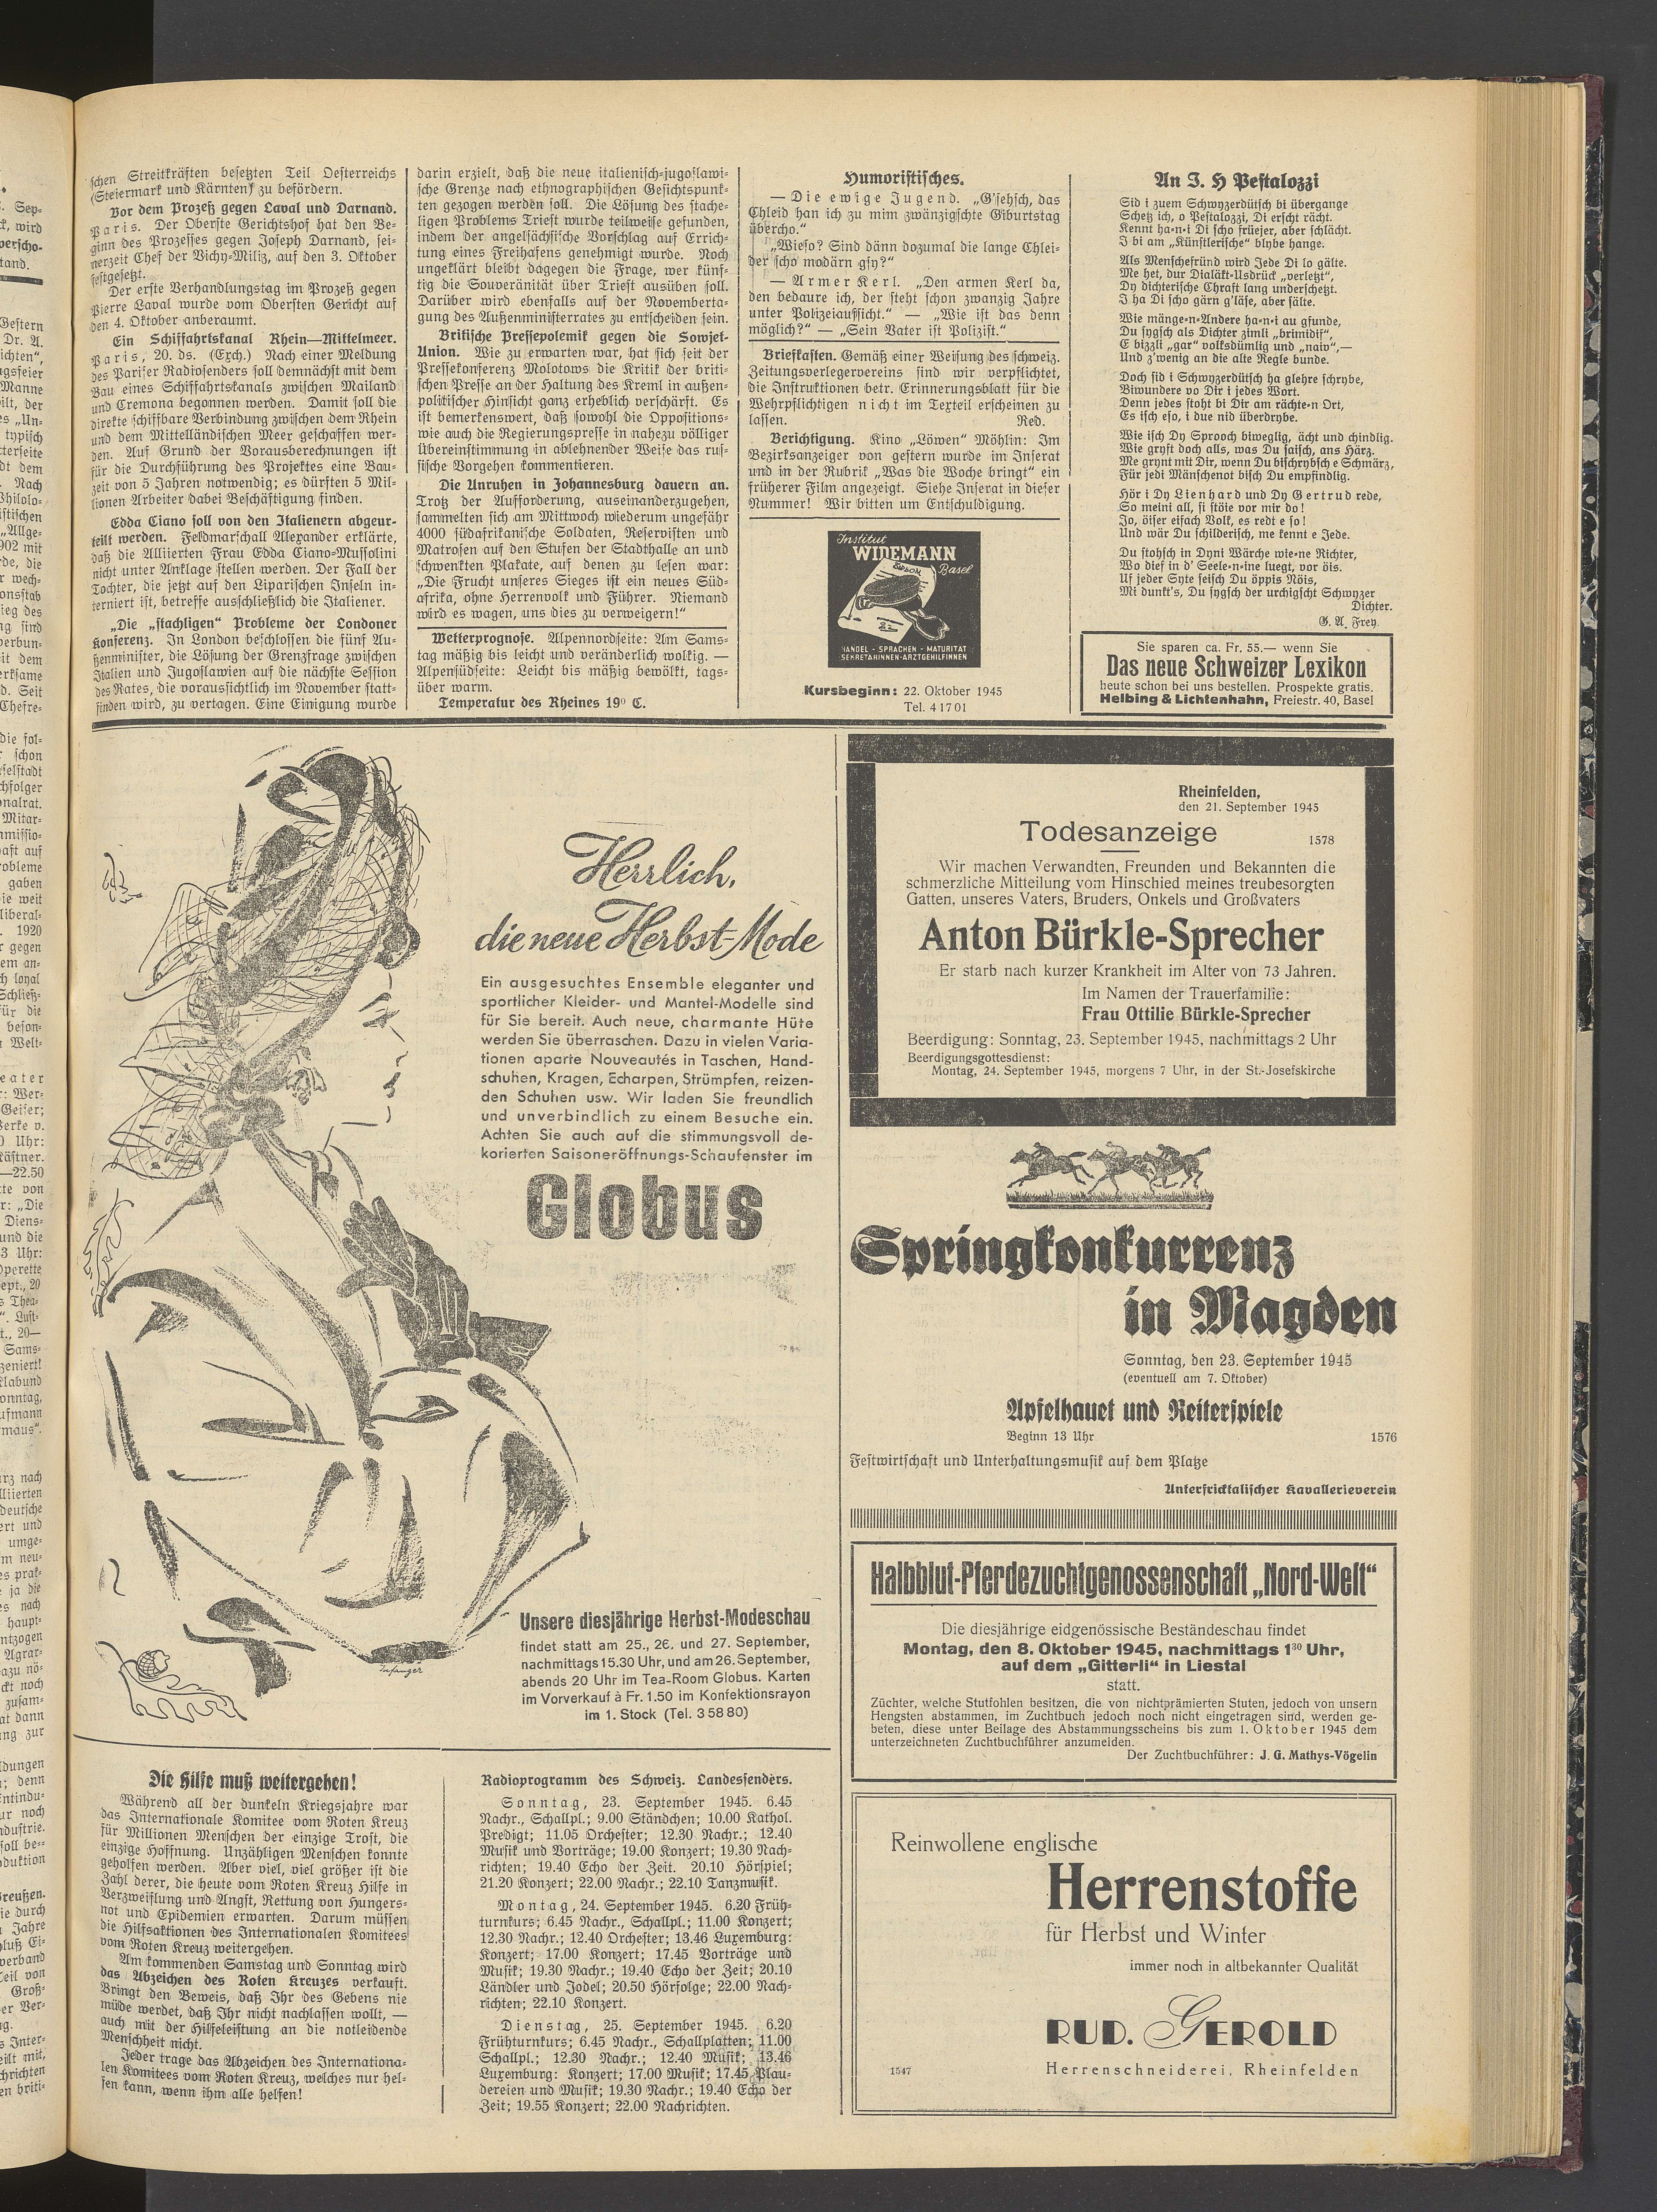 schen Streitkräften besetzten Teil Oesterreichs
(Steiermark und Kärnten) zu befördern.
Vor dem Prozeß gegen Laval und Darnand.
Paris. Der Oberste Gerichtshof hat den Be-
ginn des Prozesses gegen Joseph Darnand, sei-
nerzeit Chef der Vichy-Miliz, auf den 3. Oktober
festgesetzt.
Der erste Verhandlungstag im Prozeß gegen
Pierre Laval wurde vom Obersten Gericht auf
den 4. Oktober anberaumt.
Ein Schiffahrtskanal Rhein—Mittelmeer.
Paris, 20. ds. (Exch.) Nach einer Meldung
des Pariser Radiosenders soll demnächst mit dem
Bau eines Schiffahrtskanals zwischen Mailand
und Cremona begonnen werden. Damit soll die
direkte schiffbare Verbindung zwischen dem Rhein
und dem Mittelländischen Meer geschaffen wer-
den. Auf Grund der Vorausberechnungen ist
für die Durchführung des Projektes eine Bau-
zeit von 5 Jahren notwendig; es dürften 5 Mil-
lionen Arbeiter dabei Beschäftigung finden.
Edda Ciano soll von den Italienern abgeur-
teilt werden. Feldmarschall Alexander erklärte,
daß die Alliierten Frau Edda Ciano-Mussolini
nicht unter Anklage stellen werden. Der Fall der
Tochter, die jetzt auf den Liparischen Inseln in-
terniert ist, betreffe ausschließlich die Italiener.
„Die „stachligen" Probleme der Londoner
Konferenz. In London beschlossen die fünf Au-
ßenminister, die Lösung der Grenzfrage zwischen
Italien und Jugoslawien auf die nächste Session
des Rates, die voraussichtlich im November statt-
finden wird, zu vertagen. Eine Einigung wurde
darin erzielt, daß die neue italienisch-jugoslawi-
sche Grenze nach ethnographischen Gesichtspunk-
ten gezogen werden soll. Die Lösung des stache-
ligen Problems Triest wurde teilweise gefunden,
indem der angelsächsische Vorschlag auf Errich-
tung eines Freihafens genehmigt wurde. Noch
ungeklärt bleibt dagegen die Frage, wer künf-
tig die Souveränität über Triest ausüben soll.
Darüber wird ebenfalls auf der Novemberta-
gung des Außenministerrates zu entscheiden sein.
Britische Pressepolemik gegen die Sowjet-
Union. Wie zu erwarten war, hat sich seit der
Pressekonferenz Molotows die Kritik der briti-
schen Presse an der Haltung des Kreml in außen-
politischer Hinsicht ganz erheblich verschärft. Es
ist bemerkenswert, daß sowohl die Oppositions-
wie auch die Regierungspresse in nahezu völliger
Übereinstimmung in ablehnender Weise das rus-
sische Vorgehen kommentieren.
Die Unruhen in Johannesburg dauern an.
Trotz der Aufforderung, auseinanderzugehen,
sammelten sich am Mittwoch wiederum ungefähr
4000 südafrikanische Soldaten, Reservisten und
Matrosen auf den Stufen der Stadthalle an und
schwenkten Plakate, auf denen zu lesen war:
„Die Frucht unseres Sieges ist ein neues Süd-
afrika, ohne Herrenvolk und Führer. Niemand
wird es wagen, uns dies zu verweigern!"
Wetterprognose. Alpennordseite: Am Sams-
tag mäßig bis leicht und veränderlich wolkig. —
Alpensüdseite: Leicht bis mäßig bewölkt, tags-
über warm.
Temperatur des Rheines 19⁰ C.
Humoristisches.
— Die ewige Jugend. „G'sehsch, das
Chleid han ich zu mim zwänzigschte Giburtstag
übercho."
„Wieso? Sind dänn dozumal die lange Chlei-
der scho modärn gsy?"
— Armer Kerl. „Den armen Kerl da,
den bedaure ich, der steht schon zwanzig Jahre
unter Polizeiaufsicht." — „Wie ist das denn
möglich?" — „Sein Vater ist Polizist."
Briefkasten. Gemäß einer Weisung des schweiz.
Zeitungsverlegervereins sind wir verpflichtet,
die Instruktionen betr. Erinnerungsblatt für die
Wehrpflichtigen nicht im Texteil erscheinen zu
lassen. Red.
Berichtigung. Kino „Löwen" Möhlin: Im
Bezirksanzeiger von gestern wurde im Inserat
und in der Rubrik „Was die Woche bringt" ein
früherer Film angezeigt. Siehe Inserat in dieser
Nummer! Wir bitten um Entschuldigung.
Institut
WIDEMANN
Basel
DIPLOM
HANDEL - SPRACHEN - MATURITAT
SEKRETARINNEN-ARZTGEHILFINNEN
Kursbeginn: 22. Oktober 1945
Tel. 4 17 01
An J. H Pestalozzi
Sid i zuem Schwyzerdütsch bi übergange
Schetz ich, o Pestalozzi, Di erscht rächt.
Kennt ha-n-i Di scho früejer, aber schlächt.
I bi am „Künstlerische" blybe hange.
Als Menschefründ wird Jede Di lo gälte.
Me het, dur Dialäkt-Usdrück „verletzt",
Dy dichterische Chraft lang underschetzt.
I ha Di scho gärn g'läse, aber sälte.
Wie mänge-n-Andere ha-n-i au gfunde,
Du sygsch als Dichter zimli „brimidif",
E bizzli „gar" volksdümlig und „naiv",—
Und z'wenig an die alte Regle bunde.
Doch sid i Schwyzerdütsch ha glehre schrybe,
Biwundere vo Dir i jedes Wort.
Denn jedes stoht bi Dir am rächte-n Ort,
Es isch eso, i due nid überdrybe.
Wie isch Dy Sprooch biweglig, ächt und chindlig.
Wie gryft doch alls, was Du saisch, ans Härz.
Me grynt mit Dir, wenn Du bischrybsch e Schmärz,
Für jedi Mänschenot bisch Du empfindlig.
Hör i Dy Lienhard und Dy Gertrud rede,
So meini all, si stöie vor mir do!
Jo, öiser eifach Volk, es redt e so!
Und wär Du schilderisch, me kennt e Jede.
Du stohsch in Dyni Wärche wie-ne Richter,
Wo dief in d' Seele-n-ine luegt, vor öis.
Uf jeder Syte seisch Du öppis Nöis,
Mi dunkt's, Du sygsch der urchigscht Schwyzer
Dichter.
G. A. Frey.
Sie sparen ca. Fr. 55.— wenn Sie
Das neue Schweizer Lexikon
heute schon bei uns bestellen. Prospekte gratis.
Helbing & Lichtenhahn, Freiestr. 40, Basel
Herrlich,
die neue Herbst-Mode
Ein ausgesuchtes Ensemble eleganter und
sportlicher Kleider- und Mantel-Modelle sind
für Sie bereit. Auch neue, charmante Hüte
werden Sie überraschen. Dazu in vielen Varia-
tionen aparte Nouveautés in Taschen, Hand-
schuhen, Kragen, Echarpen, Strümpfen, reizen-
den Schuhen usw. Wir laden Sie freundlich
und unverbindlich zu einem Besuche ein.
Achten Sie auch auf die stimmungsvoll de-
korierten Saisoneröffnungs-Schaufenster im
Globus
Unsere diesjährige Herbst-Modeschau
findet statt am 25., 26. und 27. September,
nachmittags 15.30 Uhr, und am 26. September,
abends 20 Uhr im Tea-Room Globus. Karten
im Vorverkauf à Fr. 1.50 im Konfektionsrayon
im 1. Stock (Tel. 3 58 80)
Rheinfelden,
den 21. September 1945
Todesanzeige 1578
Wir machen Verwandten, Freunden und Bekannten die
schmerzliche Mitteilung vom Hinschied meines treubesorgten
Gatten, unseres Vaters, Bruders, Onkels und Großvaters
Anton Bürkle-Sprecher
Er starb nach kurzer Krankheit im Alter von 73 Jahren.
Im Namen der Trauerfamilie:
Frau Ottilie Bürkle-Sprecher
Beerdigung: Sonntag, 23. September 1945, nachmittags 2 Uhr
Beerdigungsgottesdienst:
Montag, 24. September 1945, morgens 7 Uhr, in der St.-Josefskirche
Springkonkurrenz
in Magden
Sonntag, den 23. September 1945
(eventuell am 7. Oktober)
Apfelhauet und Reiterspiele
Beginn 13 Uhr 1576
Festwirtschaft und Unterhaltungsmusik auf dem Platze
Unterfricktalischer Kavallerieverein
Halbblut-Pferdezuchtgenossenschaft „Nord-West"
Die diesjährige eidgenössische Beständeschau findet
Montag, den 8. Oktober 1945, nachmittags 1³⁰ Uhr,
auf dem „Gitterli" in Liestal
statt.
Züchter, welche Stutfohlen besitzen, die von nichtprämierten Stuten, jedoch von unsern
Hengsten abstammen, im Zuchtbuch jedoch noch nicht eingetragen sind, werden ge-
beten, diese unter Beilage des Abstammungsscheins bis zum 1. Oktober 1945 dem
unterzeichneten Zuchtbuchführer anzumelden.
Der Zuchtbuchführer: J. G. Mathys-Vögelin
Reinwollene englische
Herrenstoffe
für Herbst und Winter
immer noch in altbekannter Qualität
RUD. GEROLD
1547 Herrenschneiderei, Rheinfelden
Die Hilfe muß weitergehen!
Während all der dunkeln Kriegsjahre war
das Internationale Komitee vom Roten Kreuz
für Millionen Menschen der einzige Trost, die
einzige Hoffnung. Unzähligen Menschen konnte
geholfen werden. Aber viel, viel größer ist die
Zahl derer, die heute vom Roten Kreuz Hilfe in
Verzweiflung und Angst, Rettung von Hungers-
not und Epidemien erwarten. Darum müssen
die Hilfsaktionen des Internationalen Komitees
vom Roten Kreuz weitergehen.
Am kommenden Samstag und Sonntag wird
das Abzeichen des Roten Kreuzes verkauft.
Bringt den Beweis, daß Ihr des Gebens nie
müde werdet, daß Ihr nicht nachlassen wollt, —
auch mit der Hilfeleistung an die notleidende
Menschheit nicht.
Jeder trage das Abzeichen des Internationa-
len Komitees vom Roten Kreuz, welches nur hel-
fen kann, wenn ihm alle helfen!
Radioprogramm des Schweiz. Landessenders.
Sonntag, 23. September 1945. 6.45
Nachr., Schallpl.; 9.00 Ständchen; 10.00 Kathol.
Predigt; 11.05 Orchester; 12.30 Nachr.; 12.40
Musik und Vorträge; 19.00 Konzert; 19.30 Nach-
richten; 19.40 Echo der Zeit. 20.10 Hörspiel;
21.20 Konzert; 22.00 Nachr.; 22.10 Tanzmusik.
Montag, 24. September 1945. 6.20 Früh-
turnkurs; 6.45 Nachr., Schallpl.; 11.00 Konzert;
12.30 Nachr.; 12.40 Orchester; 13.46 Luxemburg:
Konzert; 17.00 Konzert; 17.45 Vorträge und
Musik; 19.30 Nachr.; 19.40 Echo der Zeit; 20.10
Ländler und Jodel; 20.50 Hörfolge; 22.00 Nach-
richten; 22.10 Konzert.
Dienstag, 25. September 1945. 6.20
Frühturnkurs; 6.45 Nachr., Schallplatten; 11.00
Schallpl.; 12.30 Nachr.; 12.40 Musik; 13.46
Luxemburg: Konzert; 17.00 Musik; 17.45 Plau-
dereien und Musik; 19.30 Nachr.; 19.40 Echo der
Zeit; 19.55 Konzert; 22.00 Nachrichten.